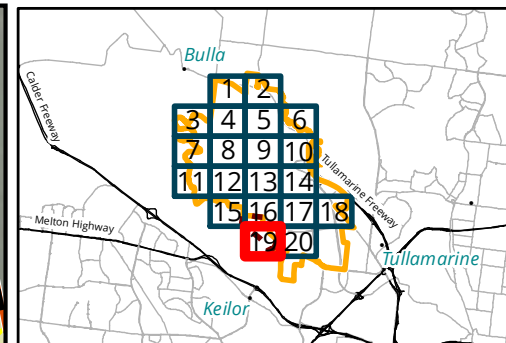 Bulla
Calder Freeway
1 2
3 4 5 6
7 8 9 10
Tullamarine Freeway
11 12 13 14
15 16 17 18
Melton Highway
19 20
Tullamarine
Keilor